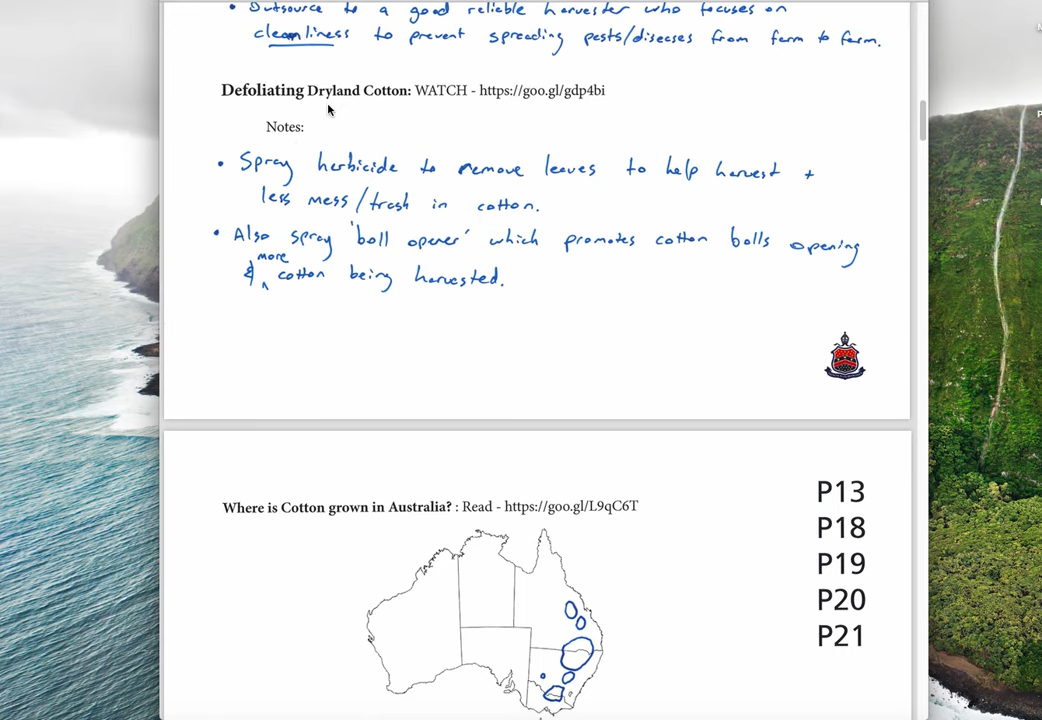 • Outsource to a good reliable harvester who focuses on
cleanliness to prevent spreading pests/diseases from farm to farm.
Defoliating Dryland Cotton: WATCH - https://goo.gl/gdp4bi
Notes:
• Spray herbicide to remove leaves to help harvest +
less mess/trash in cotton.
• Also spray 'boll opener' which promotes cotton bolls opening
& more cotton being harvested.
Where is Cotton grown in Australia? : Read - https://goo.gl/L9qC6T
P13
P18
P19
P20
P21